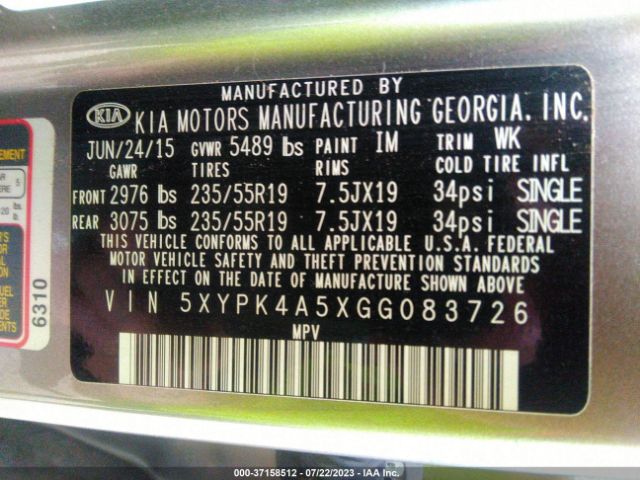 MANUFACTURED BY
KIA KIA MOTORS MANUFACTURING GEORGIA. INC.
JUN/24/15 GVWR 5489 lbs PAINT IM TRIM WK
GAWR TIRES RIMS COLD TIRE INFL
FRONT 2976 lbs 235/55R19 7.5JX19 34psi SINGLE
REAR 3075 lbs 235/55R19 7.5JX19 34psi SINGLE
THIS VEHICLE CONFORMS TO ALL APPLICABLE U.S.A. FEDERAL
MOTOR VEHICLE SAFETY AND THEFT PREVENTION STANDARDS
IN EFFECT ON THE DATE OF MANUFACTURE SHOWN ABOVE
VIN 5XYPK4A5XGG083726
MPV
6310
000-37158512 - 07/22/2023 - IAA Inc.